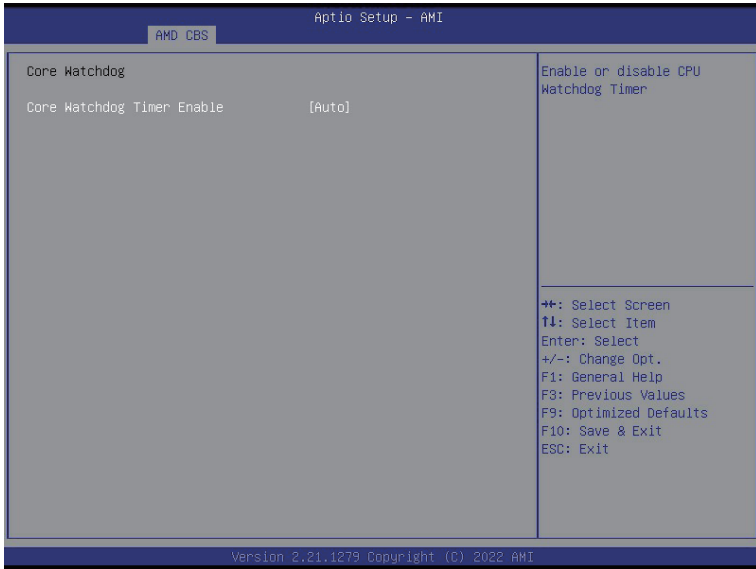 Aptio Setup – AMI
AMD CBS
Core Watchdog
Core Watchdog Timer Enable [Auto]
Enable or disable CPU
Watchdog Timer
→←: Select Screen
↑↓: Select Item
Enter: Select
+/-: Change Opt.
F1: General Help
F3: Previous Values
F9: Optimized Defaults
F10: Save & Exit
ESC: Exit
Version 2.21.1279 Copyright (C) 2022 AMI